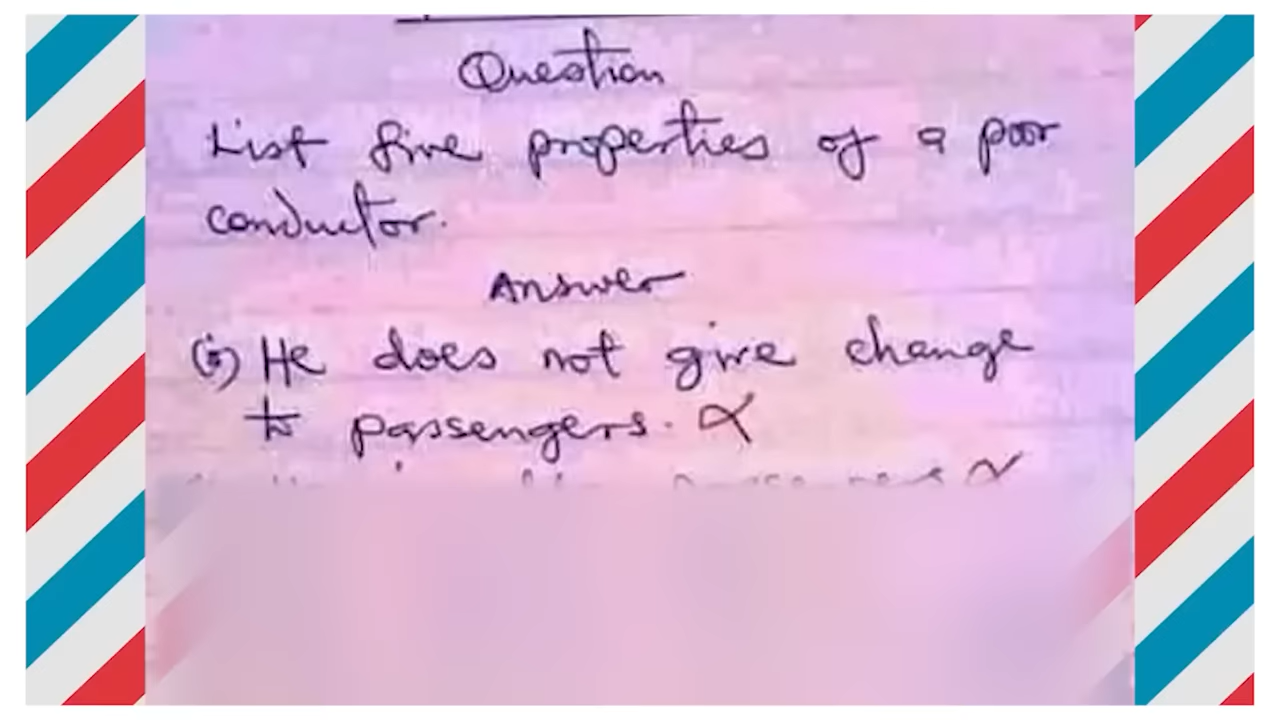 Question
List five properties of a poor
conductor.
Answer
(i) He does not give change
to passengers.